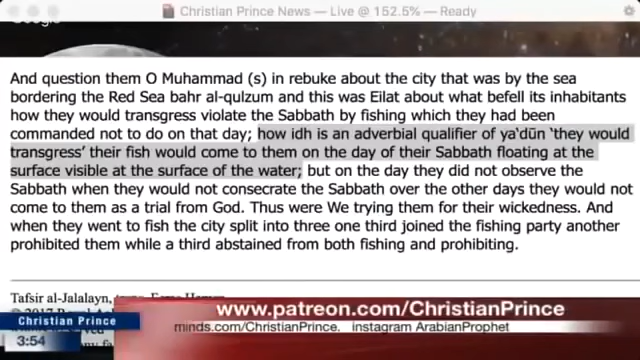 Christian Prince News — Live @ 152.5% — Ready
Google
And question them O Muhammad (s) in rebuke about the city that was by the sea
bordering the Red Sea bahr al-qulzum and this was Eilat about what befell its inhabitants
how they would transgress violate the Sabbath by fishing which they had been
commanded not to do on that day; how idh is an adverbial qualifier of ya‘dūn ‘they would
transgress’ their fish would come to them on the day of their Sabbath floating at the
surface visible at the surface of the water; but on the day they did not observe the
Sabbath when they would not consecrate the Sabbath over the other days they would not
come to them as a trial from God. Thus were We trying them for their wickedness. And
when they went to fish the city split into three one third joined the fishing party another
prohibited them while a third abstained from both fishing and prohibiting.
Tafsir al-Jalalayn,
www.patreon.com/ChristianPrince
Christian Prince
minds.com/ChristianPrince. instagram ArabianProphet
3:54